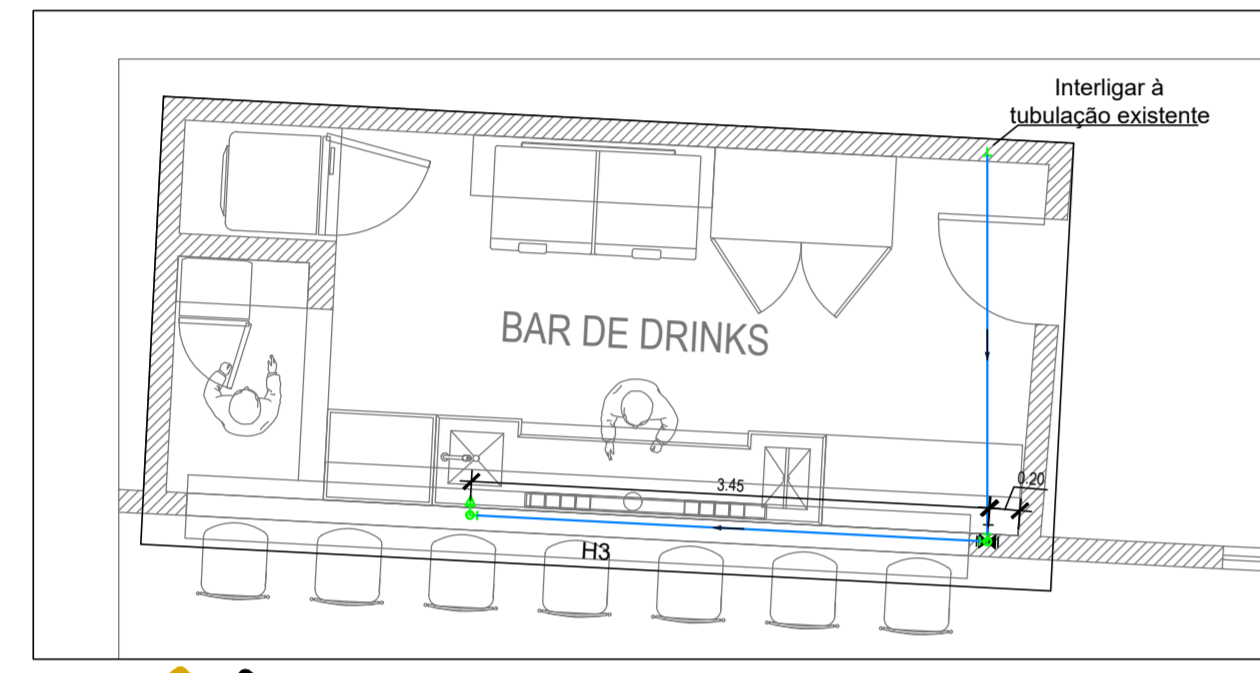 Interligar à
tubulação existente
BAR DE DRINKS
3.45
0.20
H3